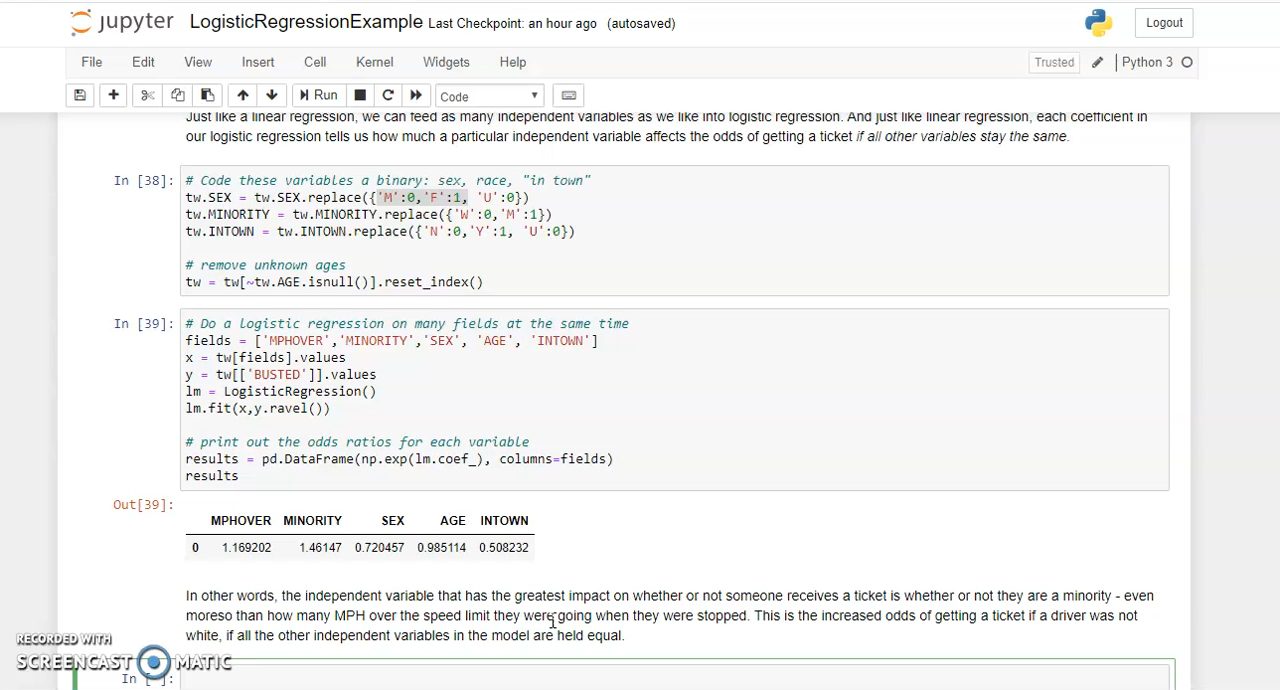 jupyter LogisticRegressionExample Last Checkpoint: an hour ago (autosaved) Logout
File Edit View Insert Cell Kernel Widgets Help Trusted Python 3
Run Code
Just like a linear regression, we can feed as many independent variables as we like into logistic regression. And just like linear regression, each coefficient in
our logistic regression tells us how much a particular independent variable affects the odds of getting a ticket if all other variables stay the same.
In [38]: # Code these variables a binary: sex, race, "in town"
tw.SEX = tw.SEX.replace({'M':0,'F':1, 'U':0})
tw.MINORITY = tw.MINORITY.replace({'W':0,'M':1})
tw.INTOWN = tw.INTOWN.replace({'N':0,'Y':1, 'U':0})
# remove unknown ages
tw = tw[~tw.AGE.isnull()].reset_index()
In [39]: # Do a logistic regression on many fields at the same time
fields = ['MPHOVER','MINORITY','SEX', 'AGE', 'INTOWN']
x = tw[fields].values
y = tw[['BUSTED']].values
lm = LogisticRegression()
lm.fit(x,y.ravel())
# print out the odds ratios for each variable
results = pd.DataFrame(np.exp(lm.coef_), columns=fields)
results
Out[39]:
MPHOVER MINORITY SEX AGE INTOWN
0 1.169202 1.46147 0.720457 0.985114 0.508232
In other words, the independent variable that has the greatest impact on whether or not someone receives a ticket is whether or not they are a minority - even
moreso than how many MPH over the speed limit they were going when they were stopped. This is the increased odds of getting a ticket if a driver was not
white, if all the other independent variables in the model are held equal.
RECORDED WITH
SCREENCAST MATIC
In [ ]: